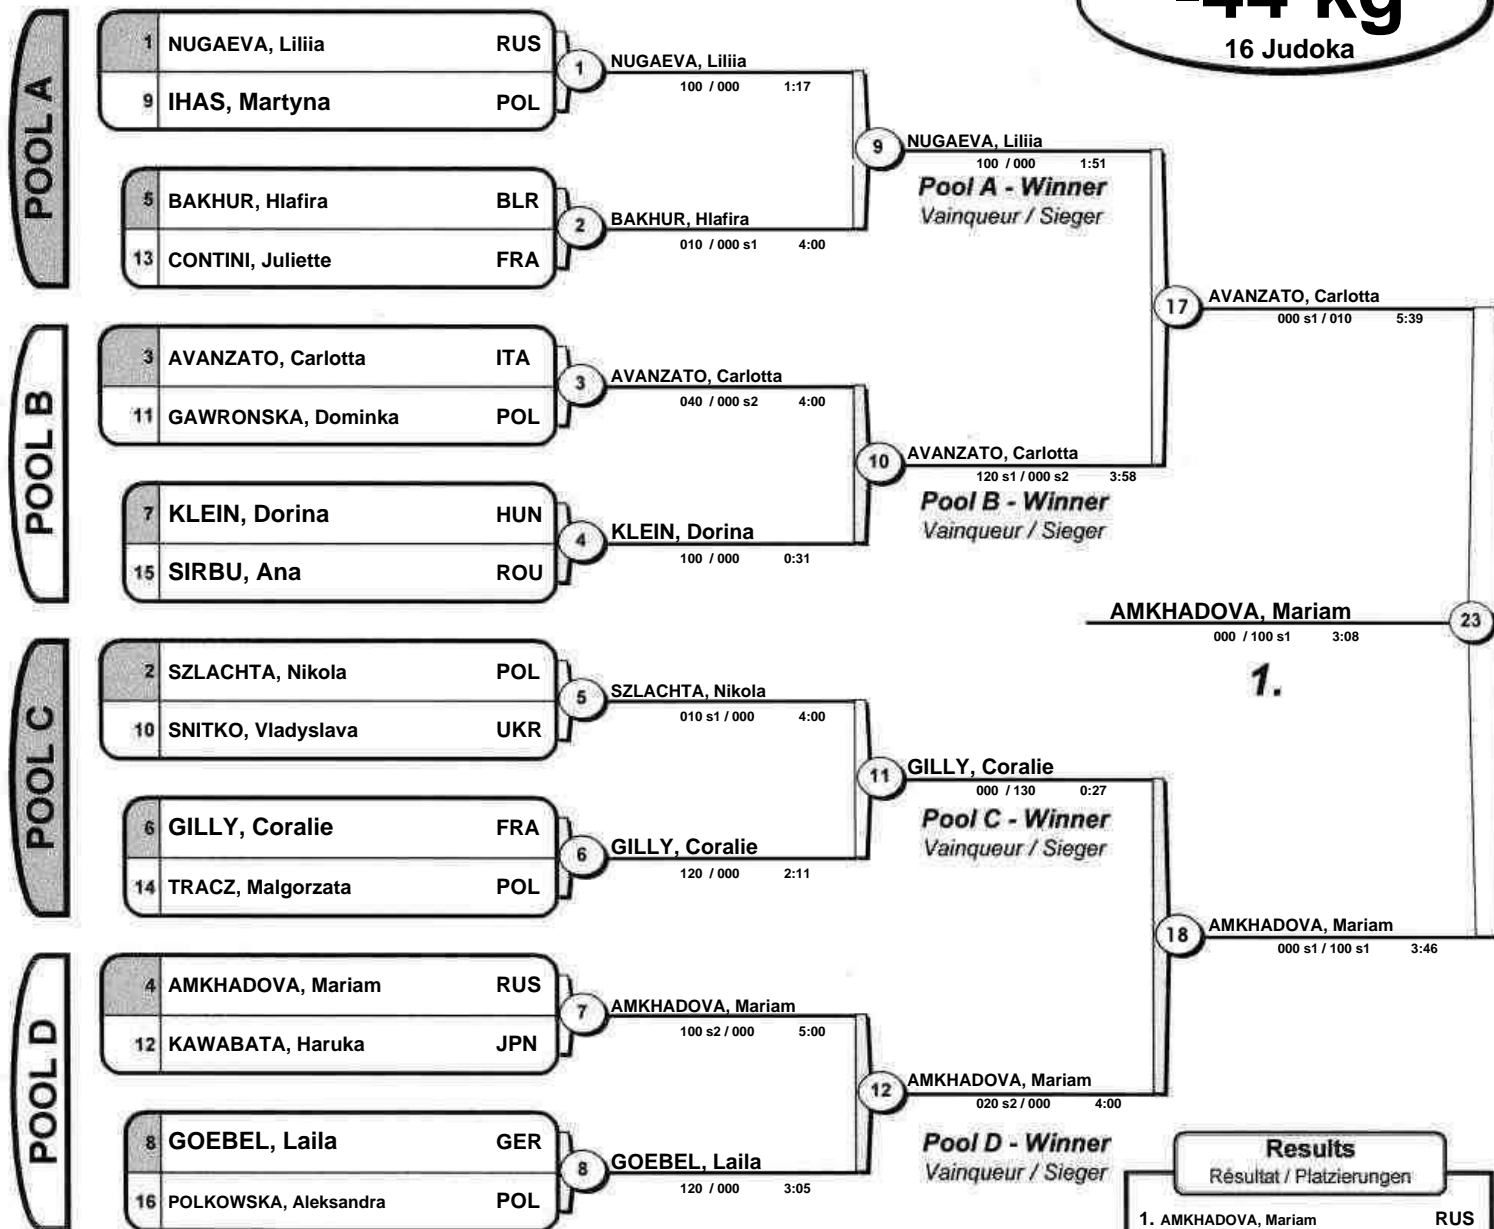 -44 kg
16 Judoka
POOL A
1 NUGAEVA, Liliia RUS
9 IHAS, Martyna POL
5 BAKHUR, Hlafira BLR
13 CONTINI, Juliette FRA
1 NUGAEVA, Liliia
100 / 000 1:17
2 BAKHUR, Hlafira
010 / 000 s1 4:00
9 NUGAEVA, Liliia
100 / 000 1:51
Pool A - Winner
Vainqueur / Sieger
POOL B
3 AVANZATO, Carlotta ITA
11 GAWRONSKA, Dominka POL
7 KLEIN, Dorina HUN
15 SIRBU, Ana ROU
3 AVANZATO, Carlotta
040 / 000 s2 4:00
4 KLEIN, Dorina
100 / 000 0:31
10 AVANZATO, Carlotta
120 s1 / 000 s2 3:58
Pool B - Winner
Vainqueur / Sieger
17 AVANZATO, Carlotta
000 s1 / 010 5:39
AMKHADOVA, Mariam 23
000 / 100 s1 3:08
1.
POOL C
2 SZLACHTA, Nikola POL
10 SNITKO, Vladyslava UKR
6 GILLY, Coralie FRA
14 TRACZ, Malgorzata POL
5 SZLACHTA, Nikola
010 s1 / 000 4:00
6 GILLY, Coralie
120 / 000 2:11
11 GILLY, Coralie
000 / 130 0:27
Pool C - Winner
Vainqueur / Sieger
POOL D
4 AMKHADOVA, Mariam RUS
12 KAWABATA, Haruka JPN
8 GOEBEL, Laila GER
16 POLKOWSKA, Aleksandra POL
7 AMKHADOVA, Mariam
100 s2 / 000 5:00
8 GOEBEL, Laila
120 / 000 3:05
12 AMKHADOVA, Mariam
020 s2 / 000 4:00
Pool D - Winner
Vainqueur / Sieger
18 AMKHADOVA, Mariam
000 s1 / 100 s1 3:46
Results
Résultat / Platzierungen
1. AMKHADOVA, Mariam RUS